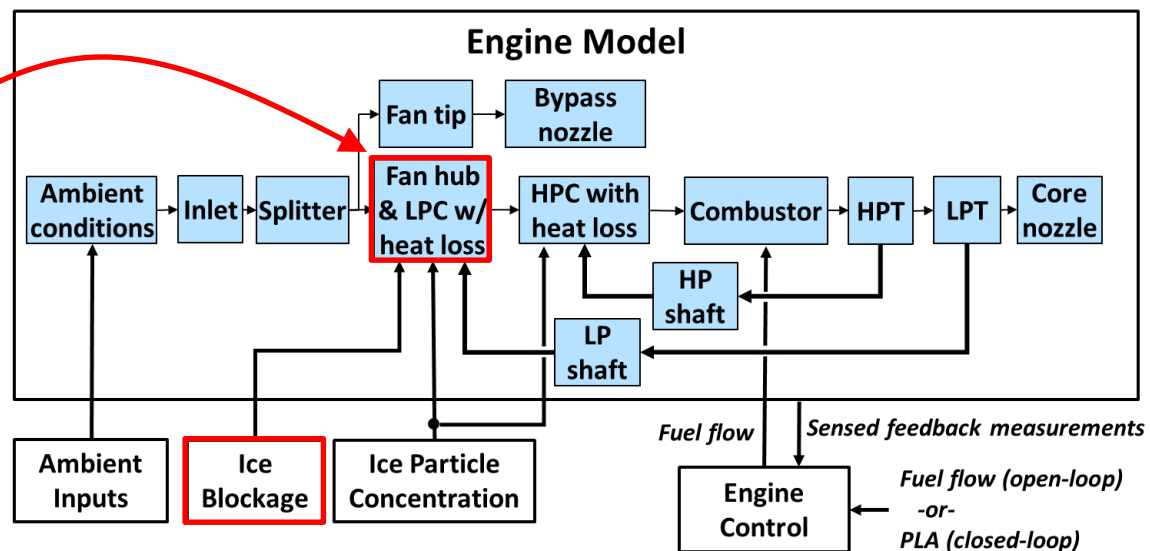 Engine Model
Fan tip
Bypass
nozzle
Ambient
conditions
Inlet
Splitter
Fan hub
& LPC w/
heat loss
HPC with
heat loss
Combustor
HPT
LPT
Core
nozzle
HP
shaft
LP
shaft
Ambient
Inputs
Ice
Blockage
Ice Particle
Concentration
Fuel flow
Sensed feedback measurements
Engine
Control
Fuel flow (open-loop)
-or-
PLA (closed-loop)